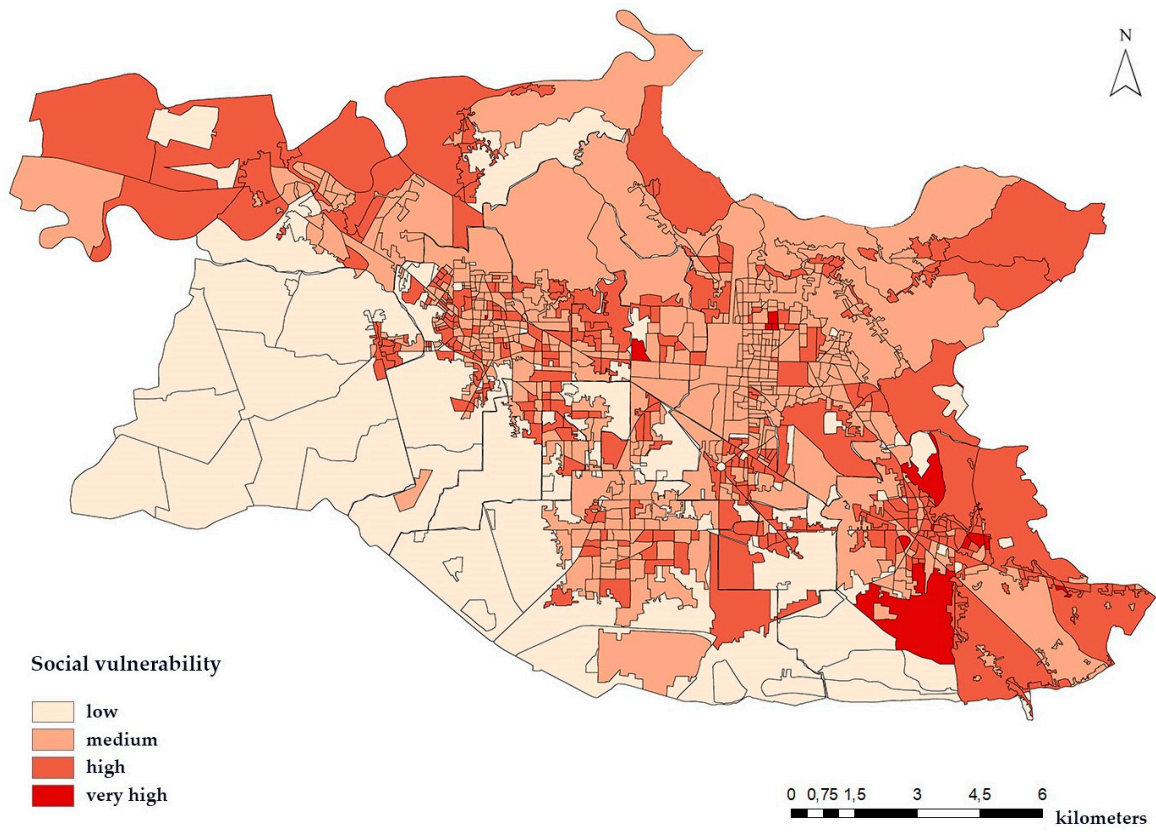 N
Social vulnerability
low
medium
high
very high
0 0,75 1,5 3 4,5 6
kilometers